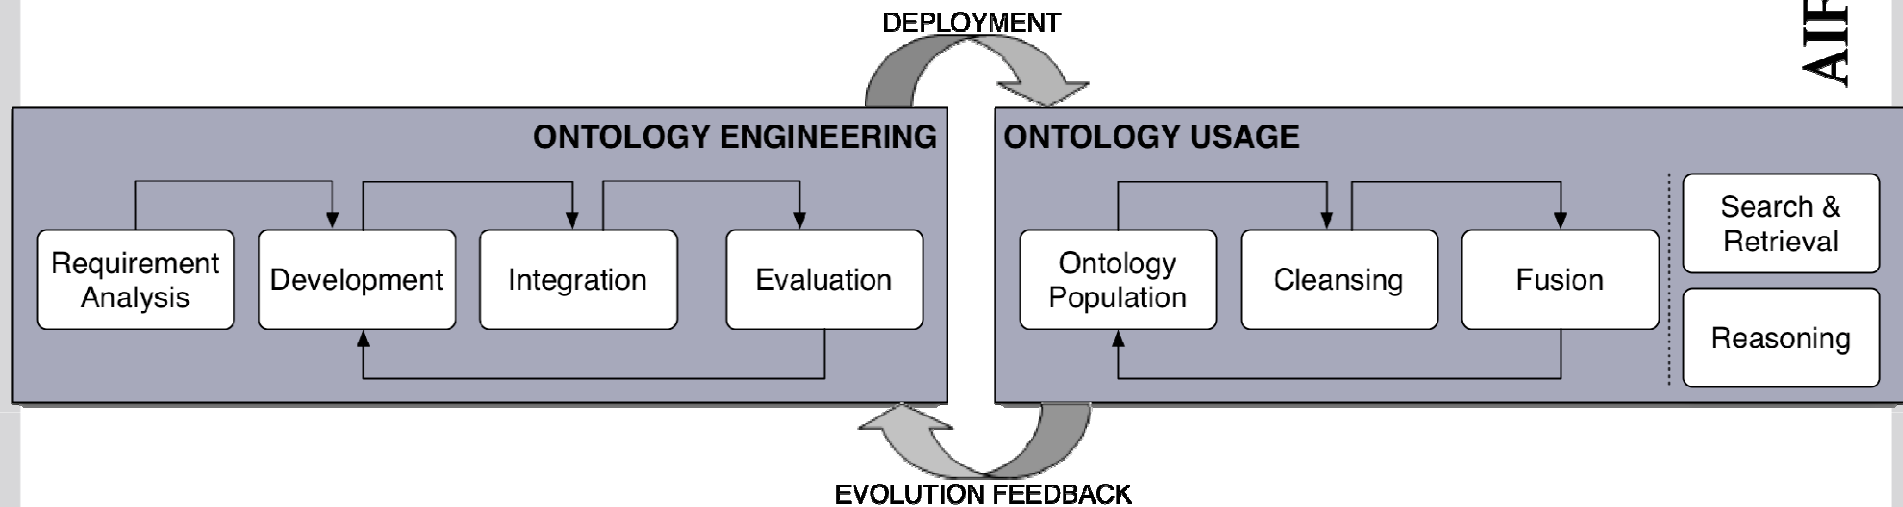 DEPLOYMENT
AIF
ONTOLOGY ENGINEERING
ONTOLOGY USAGE
Requirement
Analysis
Development
Integration
Evaluation
Ontology
Population
Cleansing
Fusion
Search &
Retrieval
Reasoning
EVOLUTION FEEDBACK